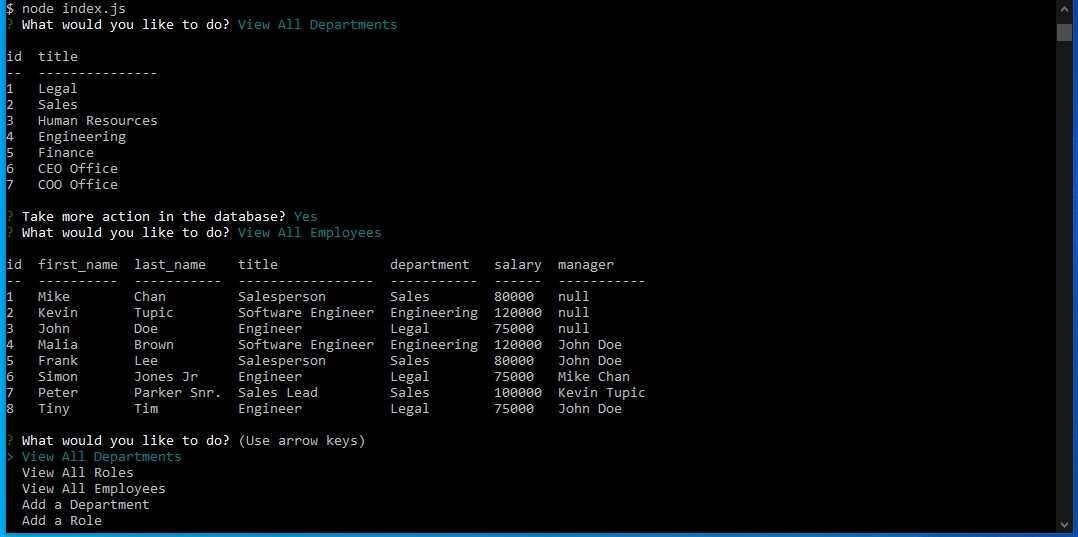 $ node index.js
? What would you like to do? View All Departments
id  title
--  ---------------
1   Legal
2   Sales
3   Human Resources
4   Engineering
5   Finance
6   CEO Office
7   COO Office
? Take more action in the database? Yes
? What would you like to do? View All Employees
id  first_name  last_name    title              department   salary  manager
--  ----------  -----------  -----------------  -----------  ------  -----------
1   Mike        Chan         Salesperson        Sales        80000   null
2   Kevin       Tupic        Software Engineer  Engineering  120000  null
3   John        Doe          Engineer           Legal        75000   null
4   Malia       Brown        Software Engineer  Engineering  120000  John Doe
5   Frank       Lee          Salesperson        Sales        80000   John Doe
6   Simon       Jones Jr     Engineer           Legal        75000   Mike Chan
7   Peter       Parker Snr.  Sales Lead         Sales        100000  Kevin Tupic
8   Tiny        Tim          Engineer           Legal        75000   John Doe
? What would you like to do? (Use arrow keys)
> View All Departments
  View All Roles
  View All Employees
  Add a Department
  Add a Role